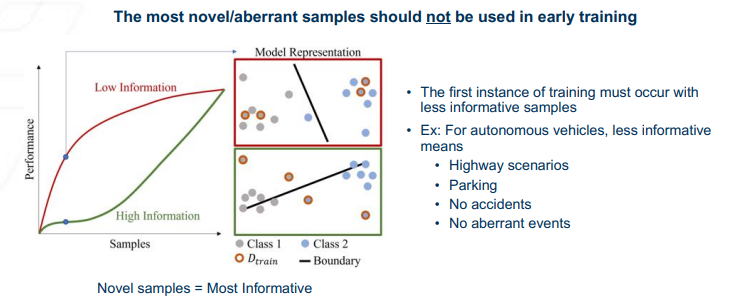 The most novel/aberrant samples should not be used in early training
Model Representation
Low Information
High Information
Performance
Samples
Class 1
Class 2
Dtrain
Boundary
Novel samples = Most Informative
• The first instance of training must occur with
less informative samples
• Ex: For autonomous vehicles, less informative
means
• Highway scenarios
• Parking
• No accidents
• No aberrant events